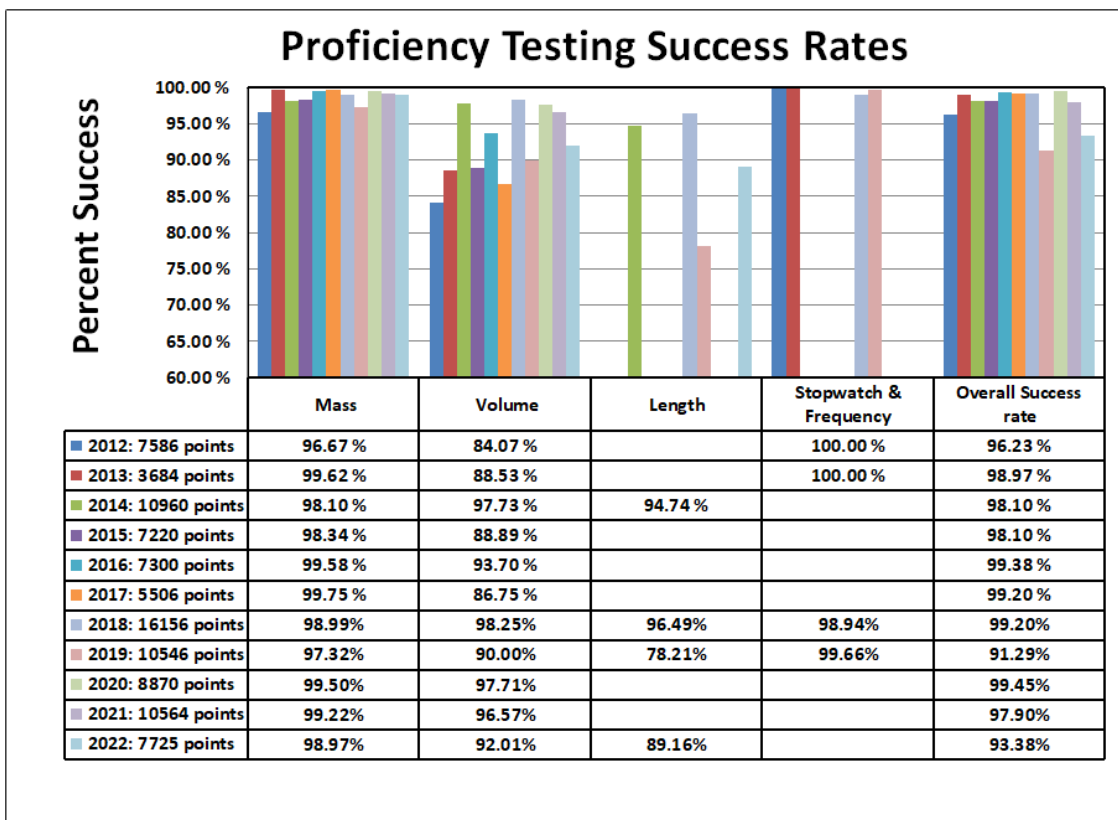 Proficiency Testing Success Rates
Percent Success
100.00 %
95.00 %
90.00 %
85.00 %
80.00 %
75.00 %
70.00 %
65.00 %
60.00 %
Mass Volume Length Stopwatch & Frequency Overall Success rate
2012: 7586 points 96.67 % 84.07 % 100.00 % 96.23 %
2013: 3684 points 99.62 % 88.53 % 100.00 % 98.97 %
2014: 10960 points 98.10 % 97.73 % 94.74 % 98.10 %
2015: 7220 points 98.34 % 88.89 % 98.10 %
2016: 7300 points 99.58 % 93.70 % 99.38 %
2017: 5506 points 99.75 % 86.75 % 99.20 %
2018: 16156 points 98.99% 98.25% 96.49% 98.94% 99.20%
2019: 10546 points 97.32% 90.00% 78.21% 99.66% 91.29%
2020: 8870 points 99.50% 97.71% 99.45%
2021: 10564 points 99.22% 96.57% 97.90%
2022: 7725 points 98.97% 92.01% 89.16% 93.38%